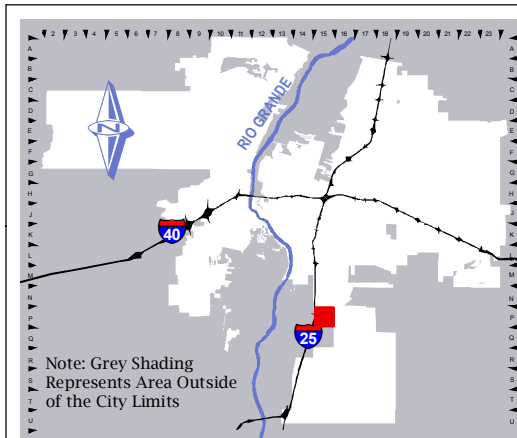 2 3 4 5 6 7 8 9 10 11 12 13 14 15 16 17 18 19 20 21 22 23
A A
B B
C C
D D
E E
F F
G G
H H
J J
K K
L L
M M
N N
P P
Q Q
R R
S S
T T
U U
N
RIO GRANDE
40
25
Note: Grey Shading
Represents Area Outside
of the City Limits